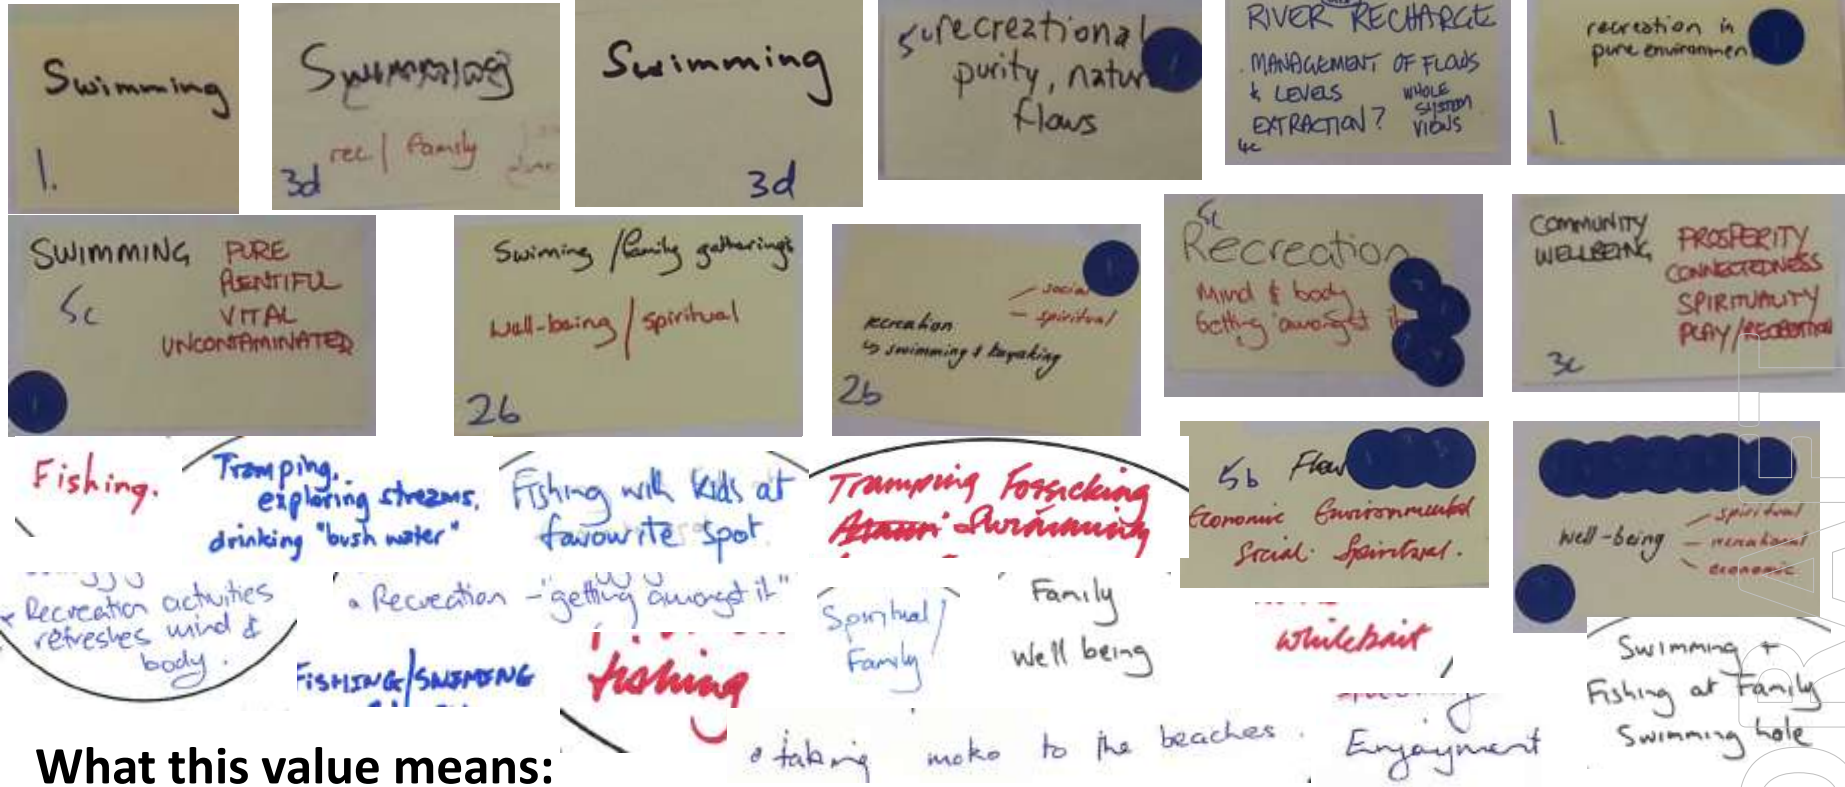 Swimming
1.
Swimming
rec / family
3d
Swimming
3d
recreational
purity,
flows
RIVER RECHARGE
MANAGEMENT OF FLOWS
& LEVELS
EXTRACTION?
WHOLE
SYSTEM
VIEWS
4c
recreation in
pure environmen
1.
SWIMMING
5c
PURE
PLENTIFUL
VITAL
UNCONTAMINATED
Swiming / family gatherings
well-being / spiritual
2b
social
spiritual
recreation
↳ swimming & kayaking
2b
5c
Recreation
Mind & body
Getting amongst it
COMMUNITY
WELLBEING
PROSPERITY
CONNECTEDNESS
SPIRITUALITY
PLAY/RECREATION
3c
Fishing.
Tramping,
exploring streams,
drinking "bush water"
Fishing with kids at
favourite spot.
Tramping Fossicking
Swimming
5b Flow
Economic Environmental
Social. Spiritual.
well-being
spiritual
recreational
economic
Recreation activities
refreshes mind &
body.
Recreation - "getting amongst it"
FISHING/SWIMING
fishing
Spiritual/
Family
Family
Well being
whitebait
Swimming +
Fishing at Family
Swimming hole
taking moko to the beaches.
Enjoyment
What this value means: